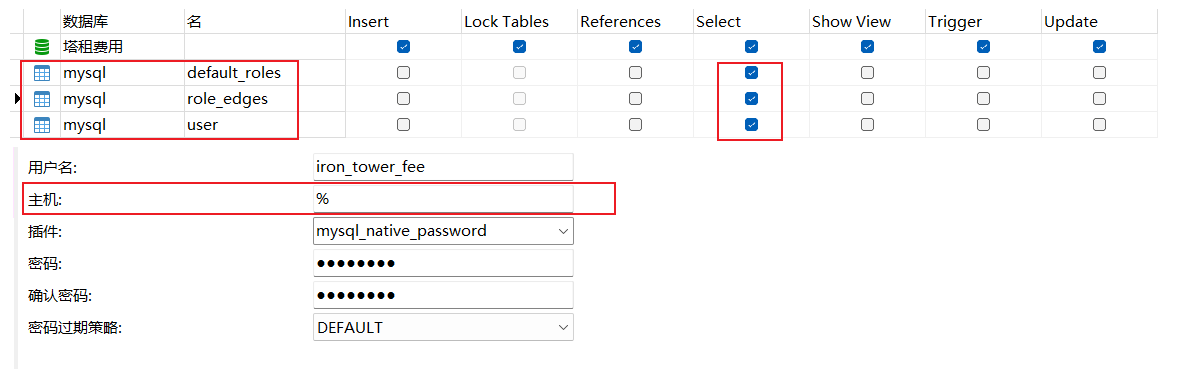 数据库 名 Insert Lock Tables References Select Show View Trigger Update
塔租费用
mysql default_roles
mysql role_edges
mysql user
用户名: iron_tower_fee
主机: %
插件: mysql_native_password
密码: ●●●●●●●●
确认密码: ●●●●●●●●
密码过期策略: DEFAULT